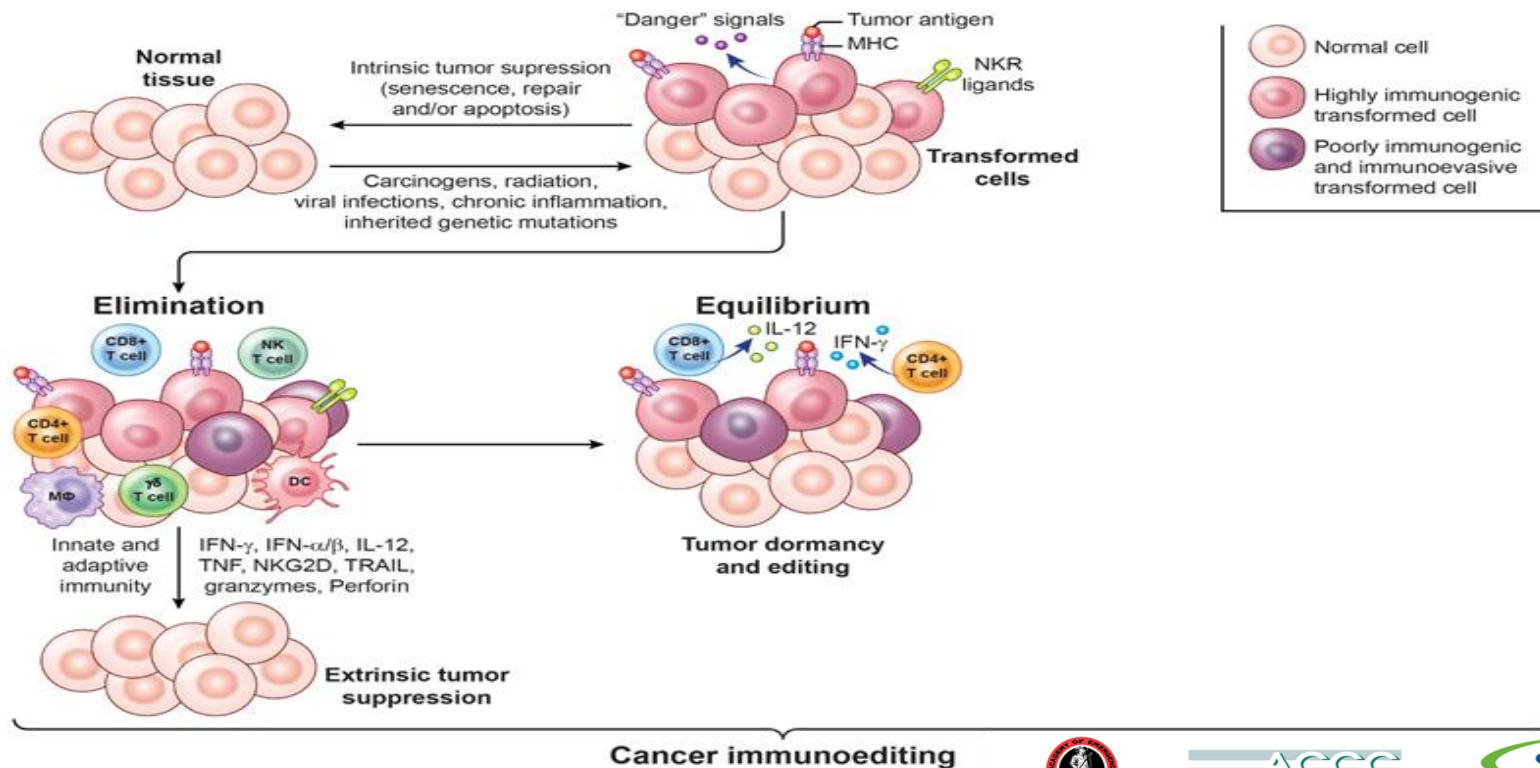 "Danger" signals
Tumor antigen
MHC
NKR
ligands
Normal
tissue
Intrinsic tumor supression
(senescence, repair
and/or apoptosis)
Carcinogens, radiation,
viral infections, chronic inflammation,
inherited genetic mutations
Transformed
cells
Normal cell
Highly immunogenic
transformed cell
Poorly immunogenic
and immunoevasive
transformed cell
Elimination
CD8+
T cell
NK
T cell
CD4+
T cell
MΦ
γδ
T cell
DC
Innate and
adaptive
immunity
IFN-γ, IFN-α/β, IL-12,
TNF, NKG2D, TRAIL,
granzymes, Perforin
Extrinsic tumor
suppression
Equilibrium
CD8+
T cell
IL-12
IFN-γ
CD4+
T cell
Tumor dormancy
and editing
Cancer immunoediting